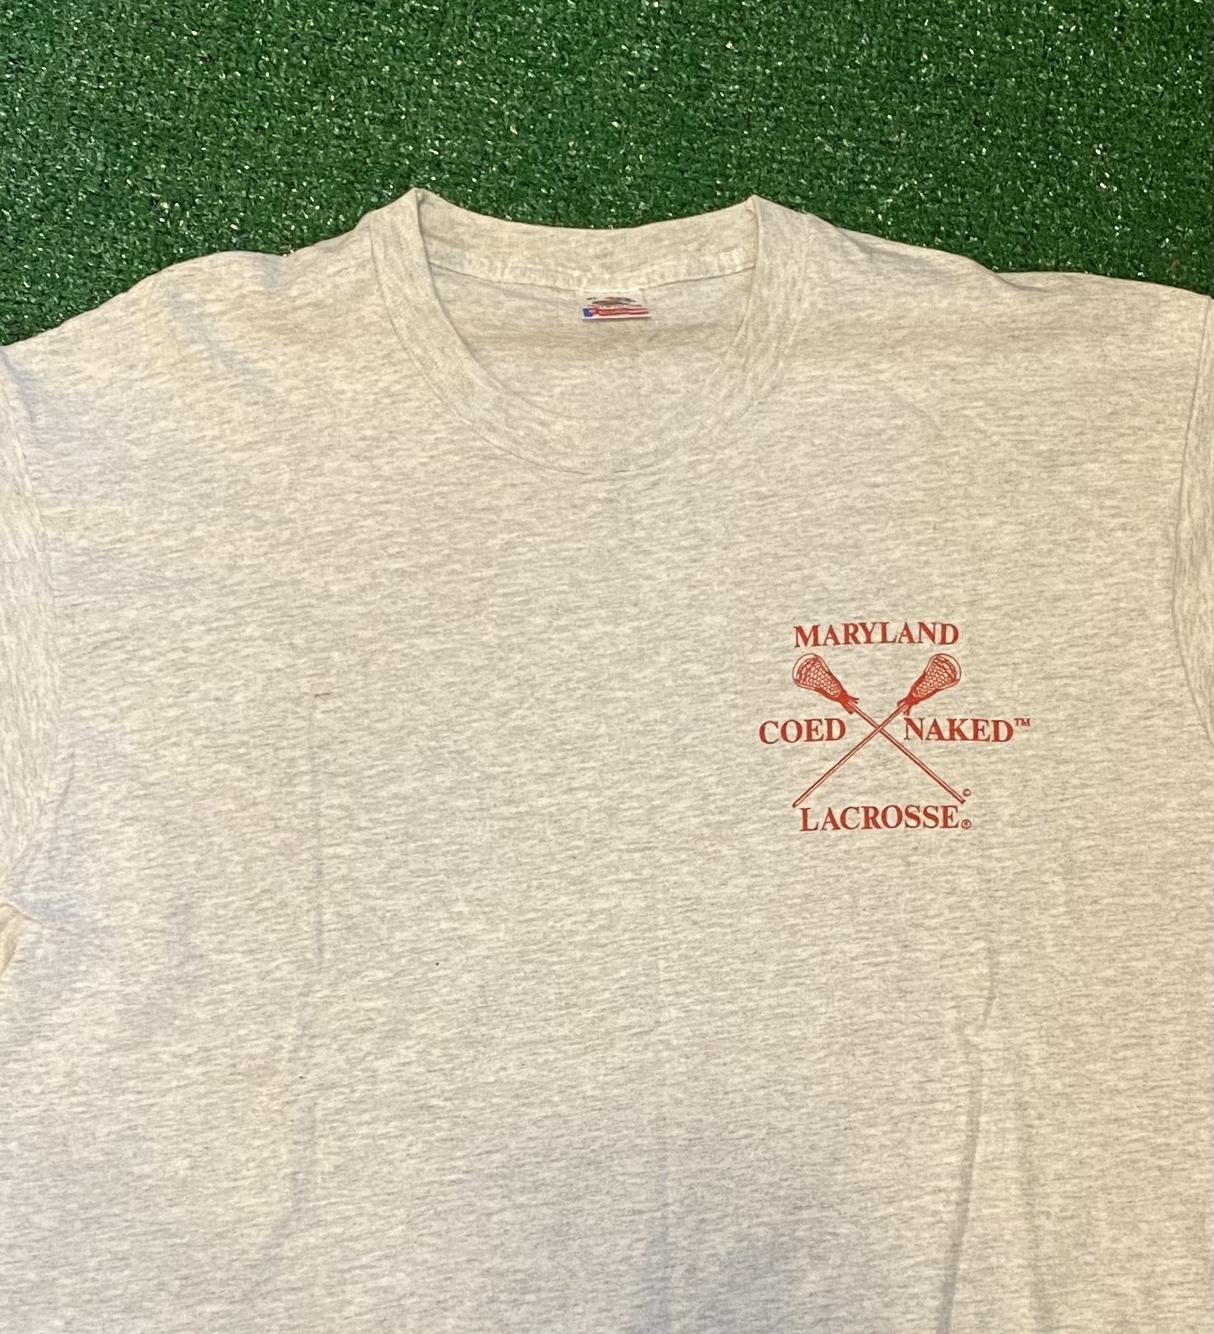 MARYLAND
COED NAKED™
©
LACROSSE®